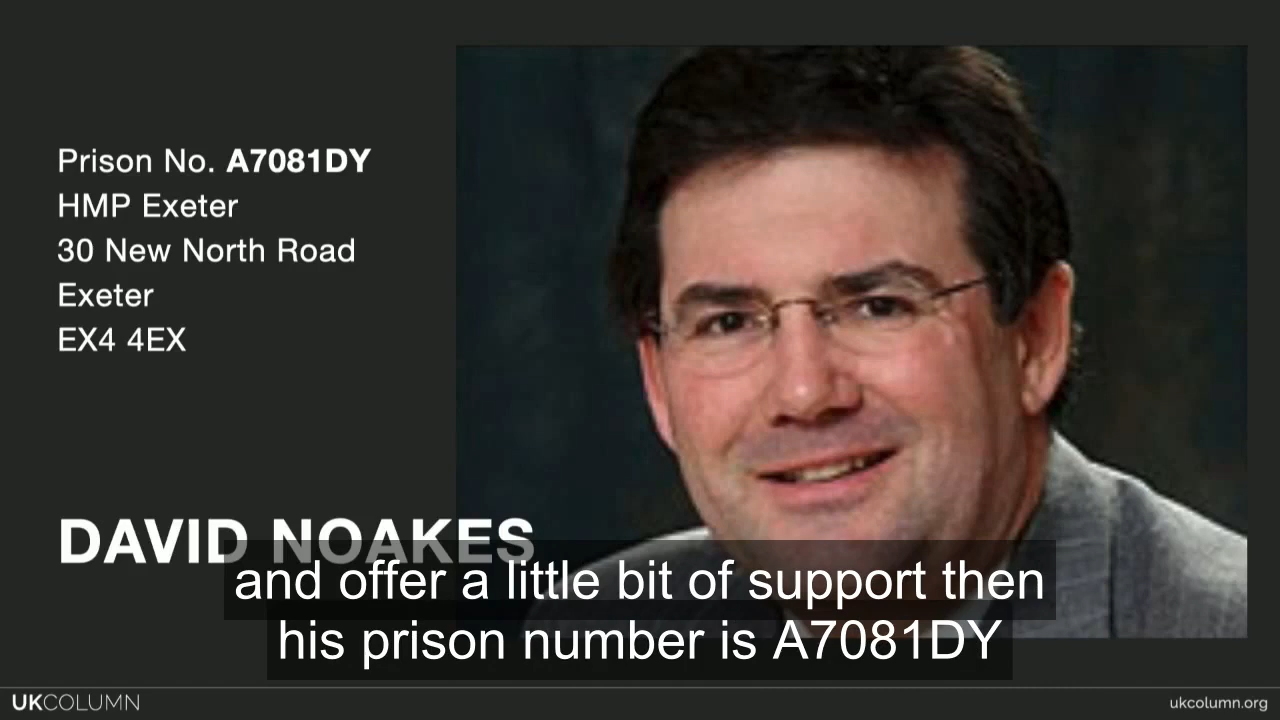 Prison No. A7081DY
HMP Exeter
30 New North Road
Exeter
EX4 4EX
DAVID NOAKES
and offer a little bit of support then
his prison number is A7081DY
UKCOLUMN
ukcolumn.org